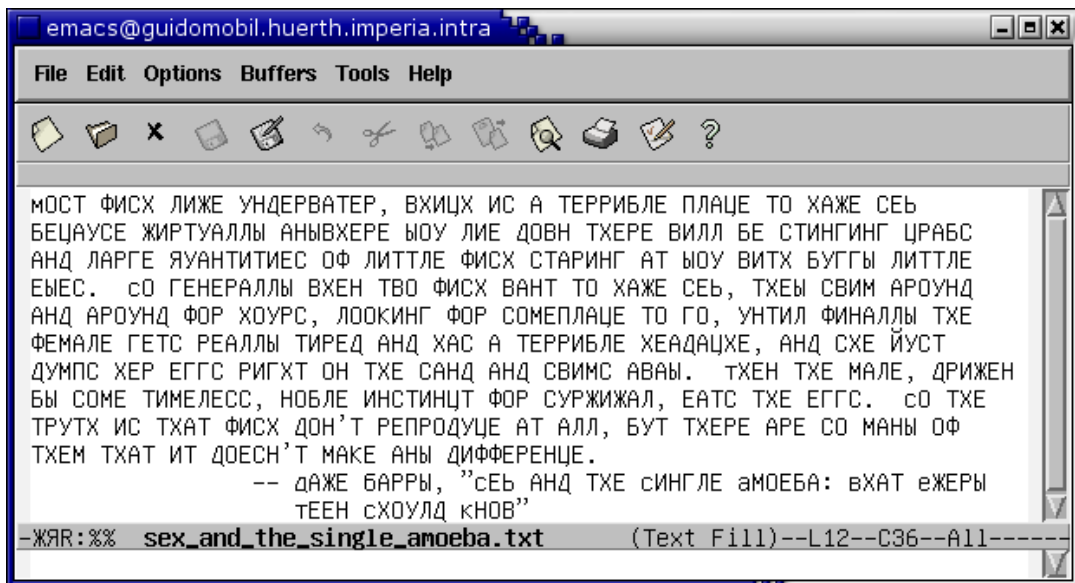 emacs@guidomobil.huerth.imperia.intra
File Edit Options Buffers Tools Help
мОСТ ФИСХ ЛИЖЕ УНДЕРВАТЕР, ВХИЦХ ИС А ТЕРРИБЛЕ ПЛАЦЕ ТО ХАЖЕ СЕЬ
БЕЦАУСЕ ЖИРТУАЛЛЫ АНЫВХЕРЕ ЫОУ ЛИЕ ДОВН ТХЕРЕ ВИЛЛ БЕ СТИНГИНГ ЦРАБС
АНД ЛАРГЕ ЯУАНТИТИЕС ОФ ЛИТТЛЕ ФИСХ СТАРИНГ АТ ЫОУ ВИТХ БУГГЫ ЛИТТЛЕ
ЕЫЕС. сО ГЕНЕРАЛЛЫ ВХЕН ТВО ФИСХ ВАНТ ТО ХАЖЕ СЕЬ, ТХЕЫ СВИМ АРОУНД
АНД АРОУНД ФОР ХОУРС, ЛООКИНГ ФОР СОМЕПЛАЦЕ ТО ГО, УНТИЛ ФИНАЛЛЫ ТХЕ
ФЕМАЛЕ ГЕТС РЕАЛЛЫ ТИРЕД АНД ХАС А ТЕРРИБЛЕ ХЕАДАЦХЕ, АНД СХЕ ЙУСТ
ДУМПС ХЕР ЕГГС РИГХТ ОН ТХЕ САНД АНД СВИМС АВАЫ. тХЕН ТХЕ МАЛЕ, ДРИЖЕН
БЫ СОМЕ ТИМЕЛЕСС, НОБЛЕ ИНСТИНЦТ ФОР СУРЖИЖАЛ, ЕАТС ТХЕ ЕГГС. сО ТХЕ
ТРУТХ ИС ТХАТ ФИСХ ДОН'Т РЕПРОДУЦЕ АТ АЛЛ, БУТ ТХЕРЕ АРЕ СО МАНЫ ОФ
ТХЕМ ТХАТ ИТ ДОЕСН'Т МАКЕ АНЫ ДИФФЕРЕНЦЕ.
-- дАЖЕ бАРРЫ, "сЕЬ АНД ТХЕ сИНГЛЕ аМОЕБА: вХАТ еЖЕРЫ
тЕЕН сХОУЛД кНОВ"
-ЖЯR:%% sex_and_the_single_amoeba.txt (Text Fill)--L12--C36--All------